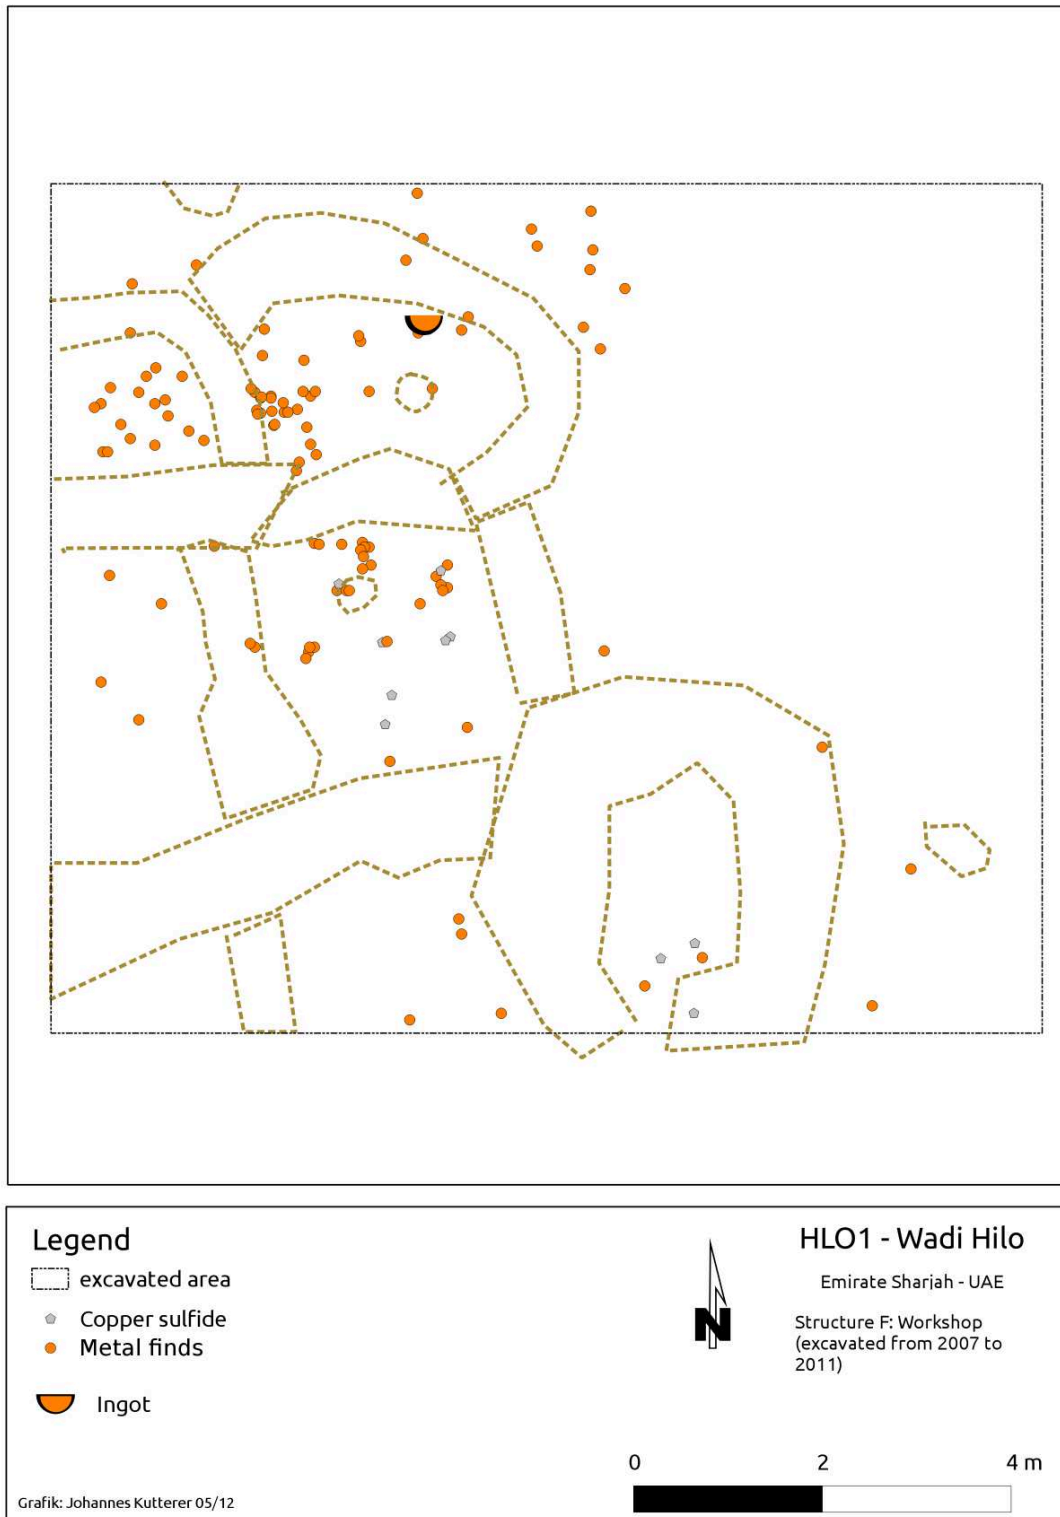 Legend
excavated area
Copper sulfide
Metal finds
Ingot
Grafik: Johannes Kutterer 05/12
N
HLO1 - Wadi Hilo
Emirate Sharjah - UAE
Structure F: Workshop
(excavated from 2007 to
2011)
0 2 4 m